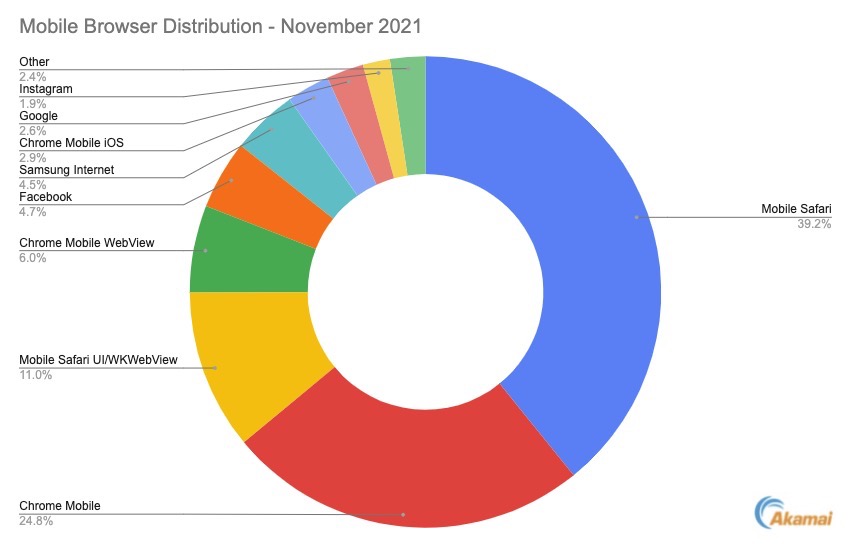 Mobile Browser Distribution - November 2021
Other
2.4%
Instagram
1.9%
Google
2.6%
Chrome Mobile iOS
2.9%
Samsung Internet
4.5%
Facebook
4.7%
Chrome Mobile WebView
6.0%
Mobile Safari UI/WKWebView
11.0%
Chrome Mobile
24.8%
Mobile Safari
39.2%
Akamai